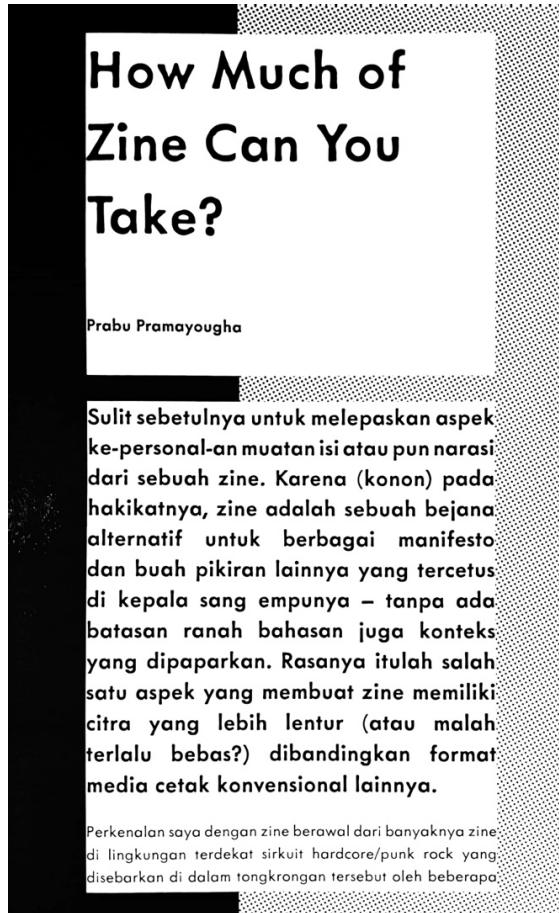 How Much of
Zine Can You
Take?
Prabu Pramayougha
Sulit sebetulnya untuk melepaskan aspek
ke-personal-an muatan isi atau pun narasi
dari sebuah zine. Karena (konon) pada
hakikatnya, zine adalah sebuah bejana
alternatif untuk berbagai manifesto
dan buah pikiran lainnya yang tercetus
di kepala sang empunya – tanpa ada
batasan ranah bahasan juga konteks
yang dipaparkan. Rasanya itulah salah
satu aspek yang membuat zine memiliki
citra yang lebih lentur (atau malah
terlalu bebas?) dibandingkan format
media cetak konvensional lainnya.
Perkenalan saya dengan zine berawal dari banyaknya zine
di lingkungan terdekat sirkuit hardcore/punk rock yang
disebarkan di dalam tongkrongan tersebut oleh beberapa